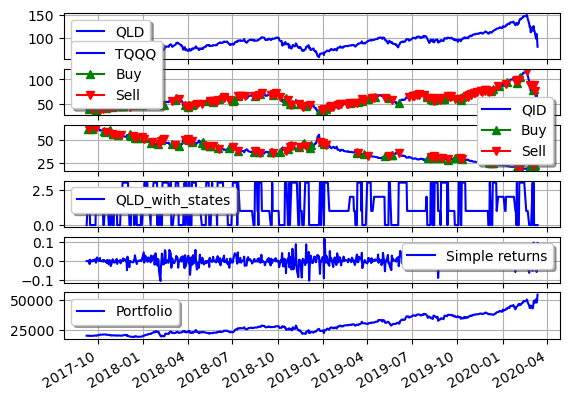 150
100
QLD
100
50
TQQQ
Buy
Sell
50
25
QID
Buy
Sell
2.5
0.0
QLD_with_states
0.1
0.0
−0.1
Simple returns
50000
25000
Portfolio
2017-10
2018-01
2018-04
2018-07
2018-10
2019-01
2019-04
2019-07
2019-10
2020-01
2020-04